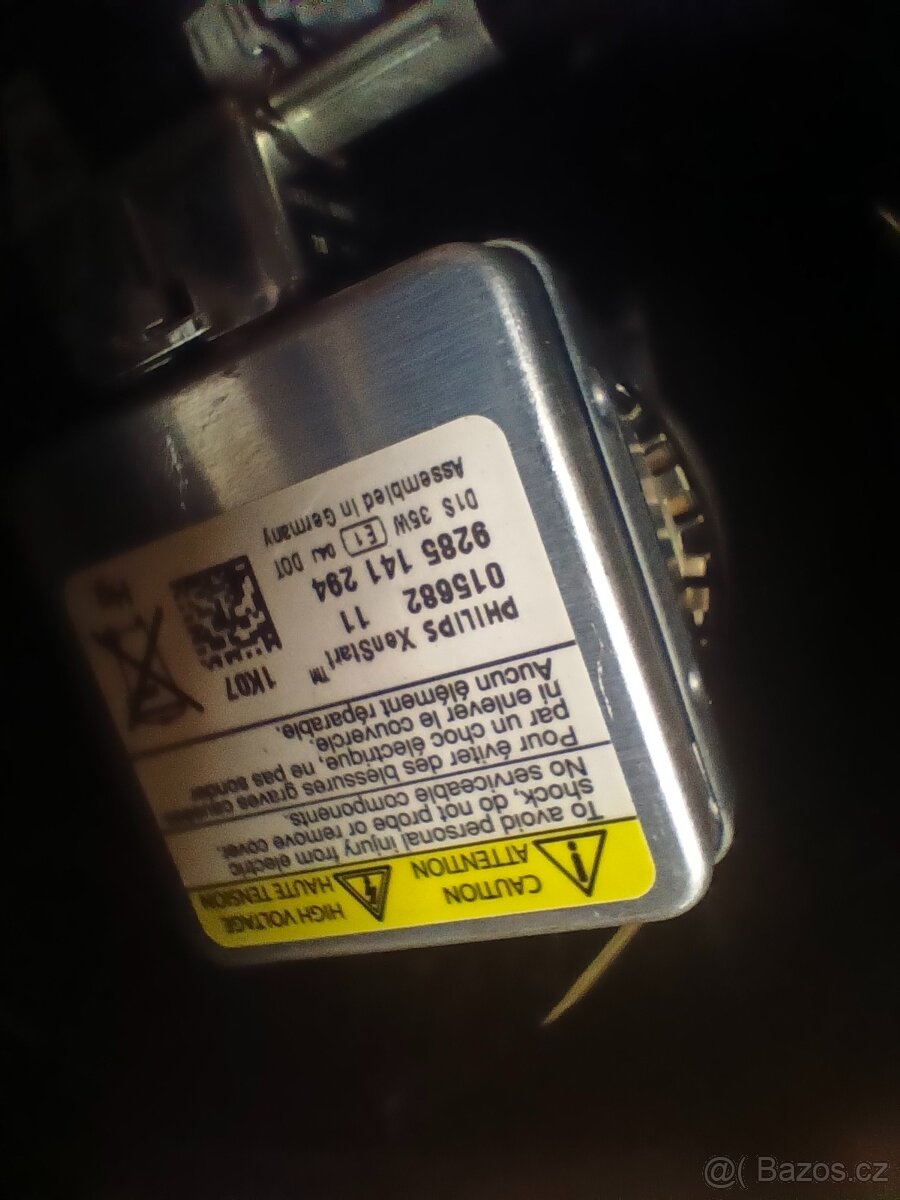 CAUTION
ATTENTION
HIGH VOLTAGE
HAUTE TENSION
To avoid personal injury from electric
shock, do not probe or remove cover.
No serviceable components.
Pour éviter des blessures graves causées
par un choc électrique, ne pas sonder
ni enlever le couvercle.
Aucun élément réparable.
PHILIPS XenStart™ 1K07
015682 11
9285 141 294
D1S 35W E1 DOT
Assembled in Germany
Hg
@( Bazos.cz